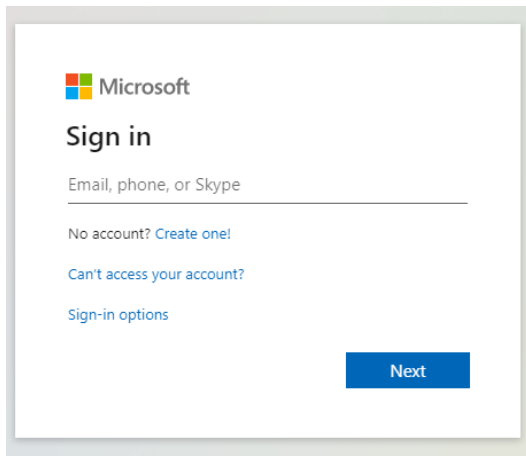 Microsoft
Sign in
Email, phone, or Skype
No account? Create one!
Can't access your account?
Sign-in options
Next